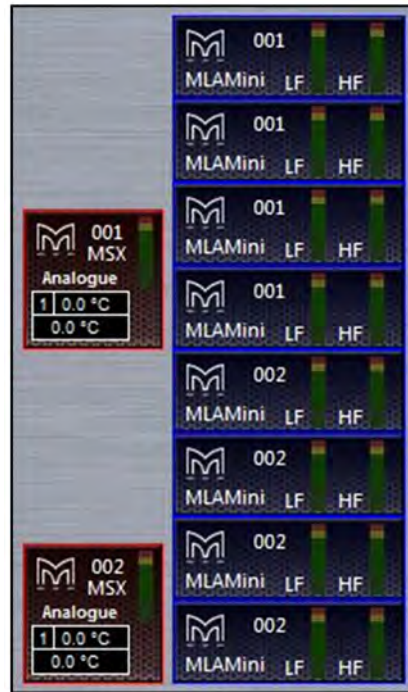 001
MLAMini LF HF
001
MLAMini LF HF
001
MLAMini LF HF
001
MLAMini LF HF
002
MLAMini LF HF
002
MLAMini LF HF
002
MLAMini LF HF
002
MLAMini LF HF
001
MSX
Analogue
1 0.0 °C
0.0 °C
002
MSX
Analogue
1 0.0 °C
0.0 °C